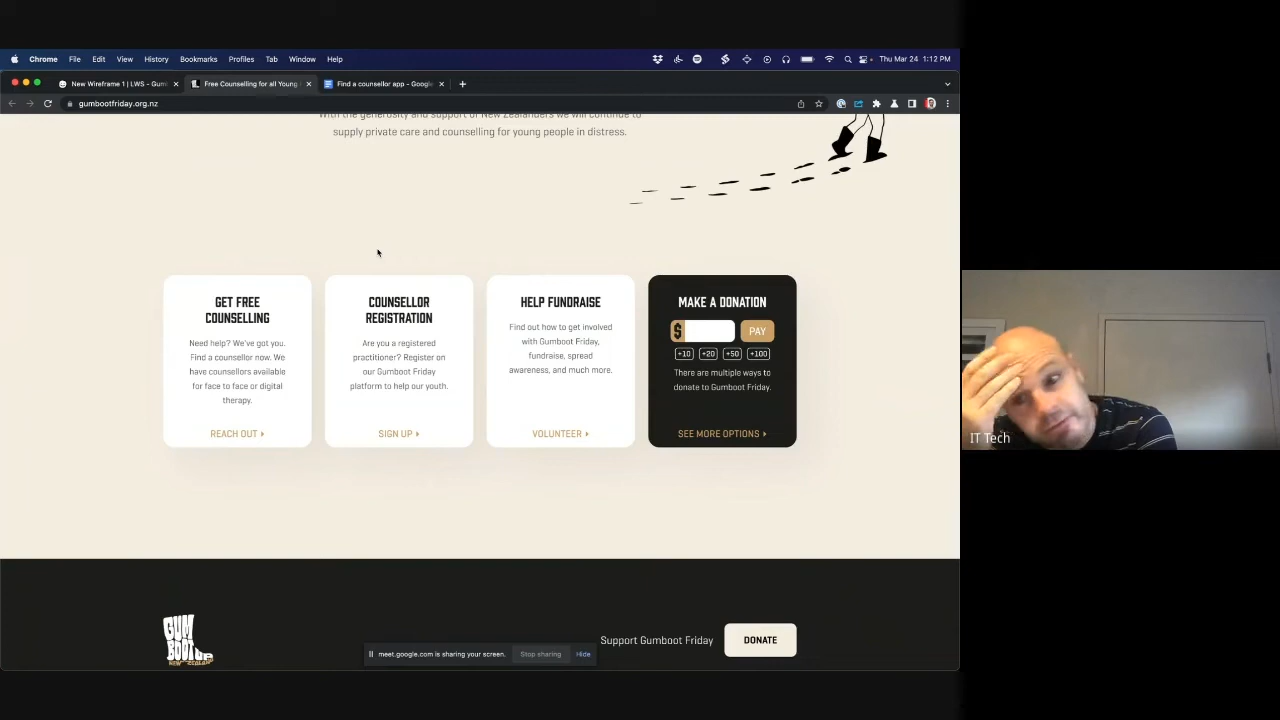 Chrome File Edit View History Bookmarks Profiles Tab Window Help
Thu Mar 24 1:12 PM
New Wireframe 1 | LWS - Gum
Free Counselling for all Young
Find a counsellor app - Google
gumbootfriday.org.nz
With the generosity and support of New Zealanders we will continue to
supply private care and counselling for young people in distress.
GET FREE
COUNSELLING
Need help? We've got you.
Find a counsellor now. We
have counsellors available
for face to face or digital
therapy.
REACH OUT
COUNSELLOR
REGISTRATION
Are you a registered
practitioner? Register on
our Gumboot Friday
platform to help our youth.
SIGN UP
HELP FUNDRAISE
Find out how to get involved
with Gumboot Friday,
fundraise, spread
awareness, and much more.
VOLUNTEER
MAKE A DONATION
$ PAY
+10 +20 +50 +100
There are multiple ways to
donate to Gumboot Friday.
SEE MORE OPTIONS
IT Tech
GUM
BOOT UP
NEW ZEALAND
Support Gumboot Friday
DONATE
meet.google.com is sharing your screen. Stop sharing Hide